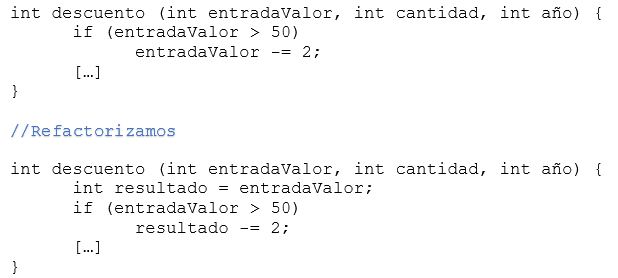 int descuento (int entradaValor, int cantidad, int año) {
if (entradaValor > 50)
entradaValor -= 2;
[…]
}
//Refactorizamos
int descuento (int entradaValor, int cantidad, int año) {
int resultado = entradaValor;
if (entradaValor > 50)
resultado -= 2;
[…]
}